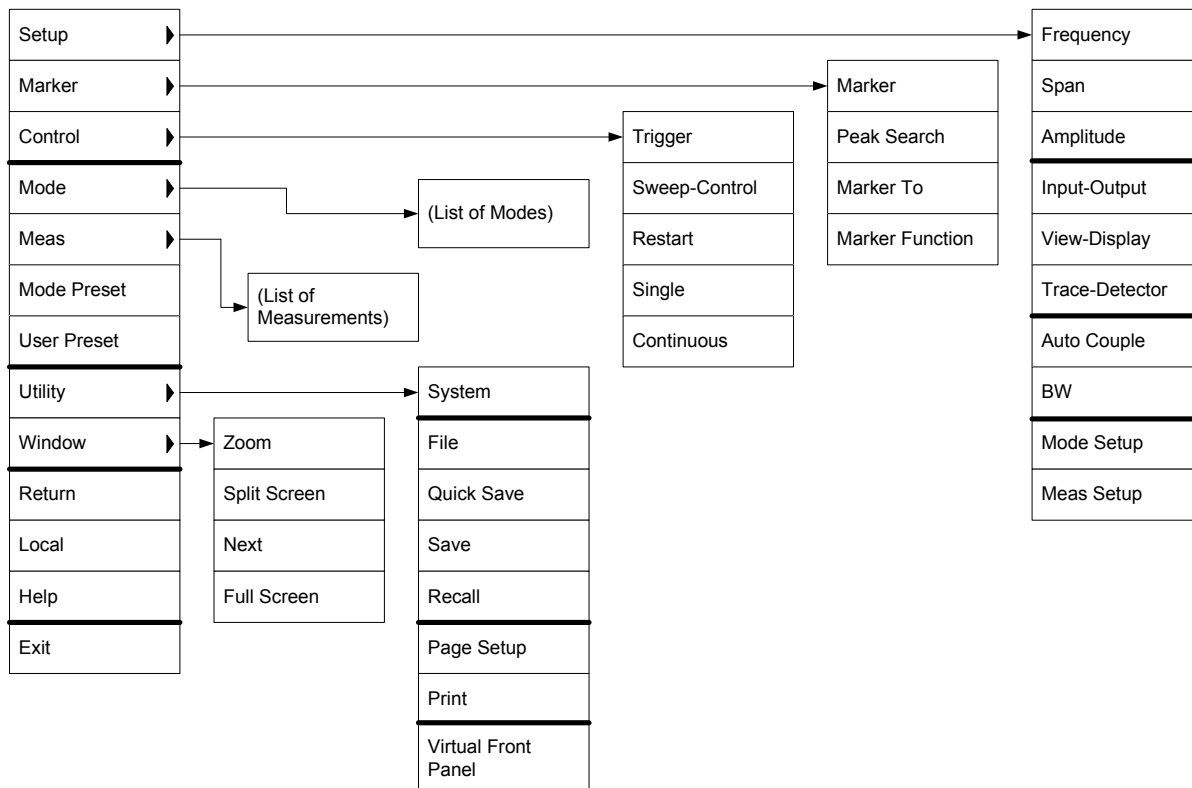 Setup
Marker
Control
Mode
Meas
Mode Preset
User Preset
Utility
Window
Return
Local
Help
Exit
(List of
Measurements)
Zoom
Split Screen
Next
Full Screen
(List of Modes)
System
File
Quick Save
Save
Recall
Page Setup
Print
Virtual Front
Panel
Trigger
Sweep-Control
Restart
Single
Continuous
Marker
Peak Search
Marker To
Marker Function
Frequency
Span
Amplitude
Input-Output
View-Display
Trace-Detector
Auto Couple
BW
Mode Setup
Meas Setup